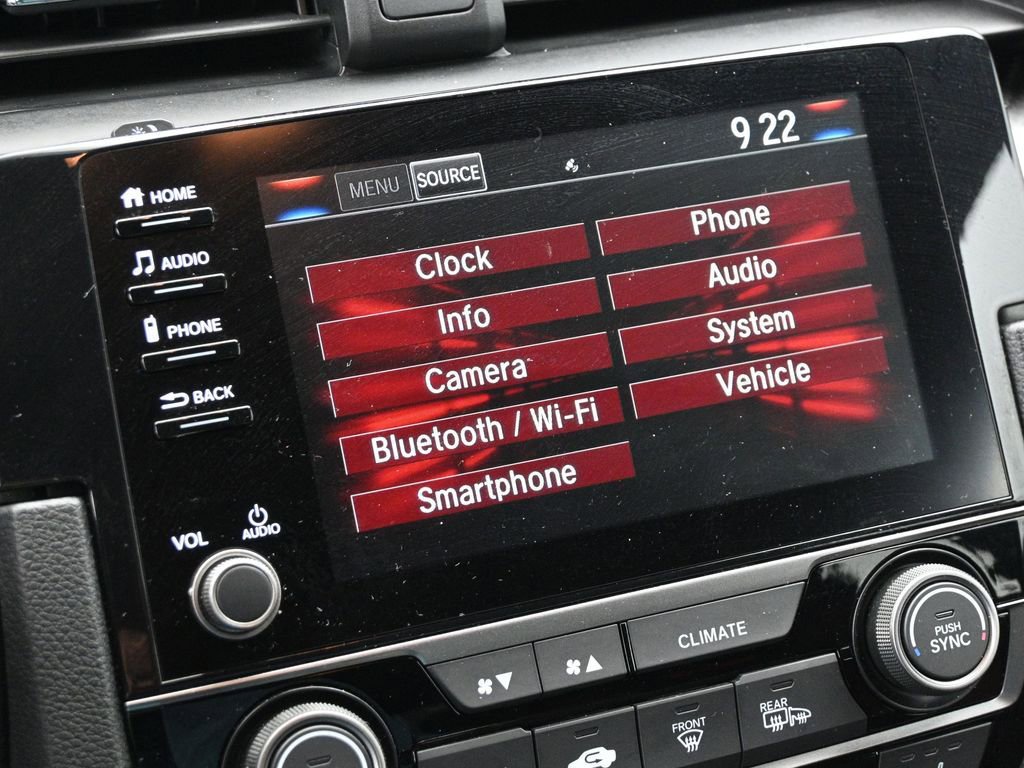 HOME
AUDIO
PHONE
BACK
VOL
AUDIO
MENU
SOURCE
9 22
Clock
Phone
Info
Audio
Camera
System
Bluetooth / Wi-Fi
Vehicle
Smartphone
CLIMATE
PUSH
SYNC
FRONT
REAR